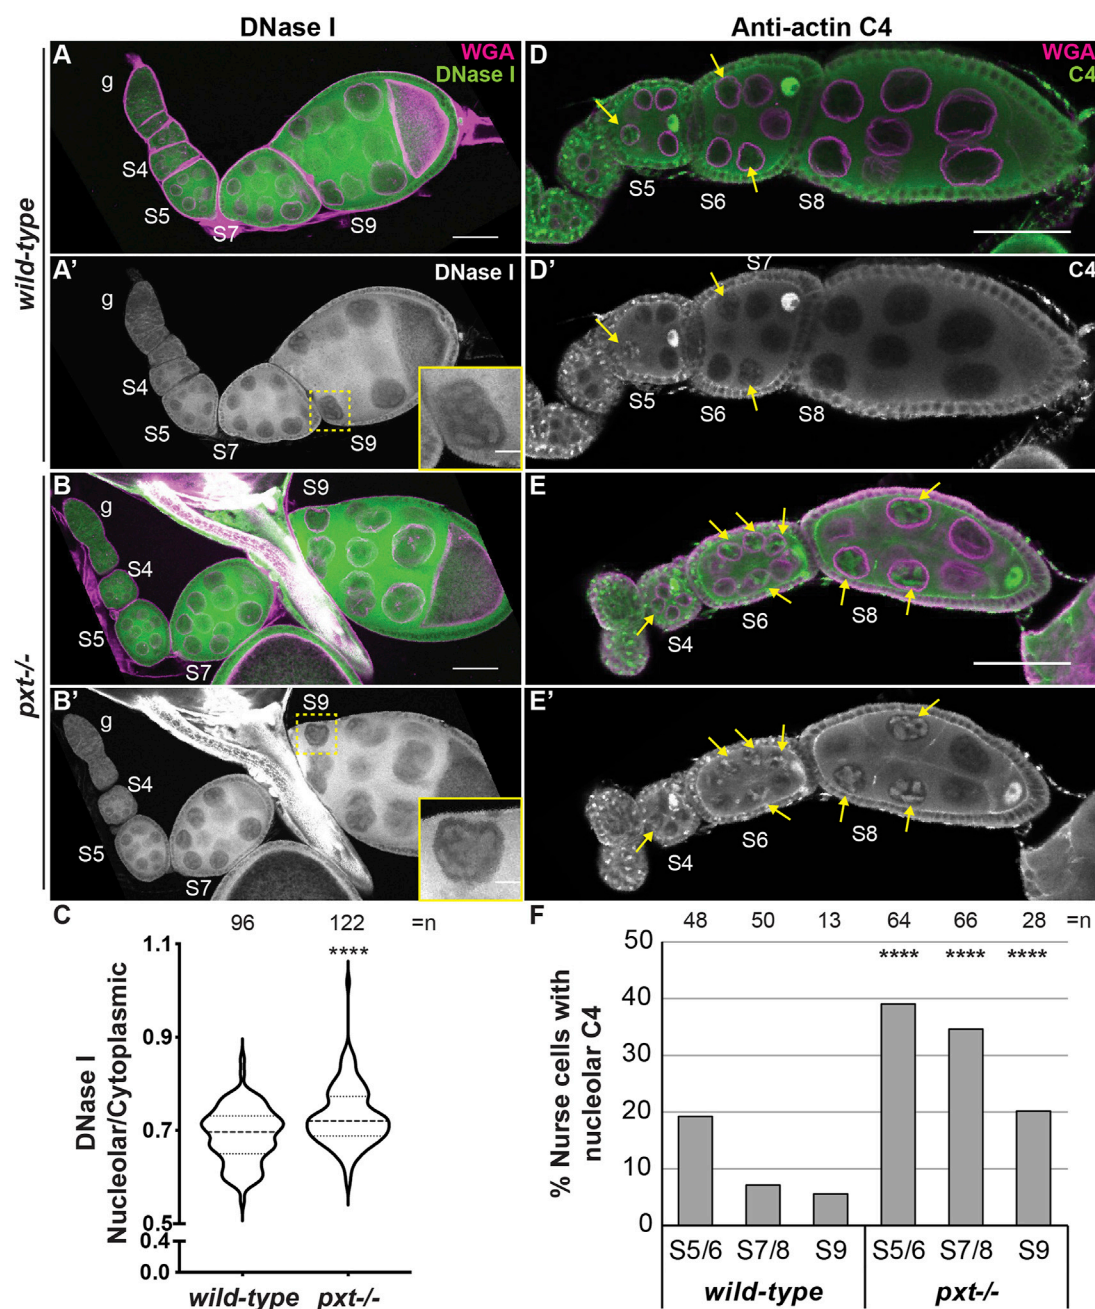 DNase I
Anti-actin C4
wild-type
pxt-/-
A
WGA
DNase I
g
S4
S5
S7
S9
D
WGA
C4
S5
S6
S8
A'
DNase I
g
S4
S5
S7
S9
D'
S7
C4
S5
S6
S8
B
S9
g
S4
S5
S7
E
S4
S6
S8
B'
S9
g
S4
S5
S7
E'
S4
S6
S8
C
96 122 =n
****
DNase I
Nucleolar/Cytoplasmic
1.1
0.9
0.7
0.5
0.4
0.0
wild-type pxt-/-
F
48 50 13 64 66 28 =n
**** **** ****
% Nurse cells with
nucleolar C4
50
40
30
20
10
0
S5/6 S7/8 S9 S5/6 S7/8 S9
wild-type pxt-/-